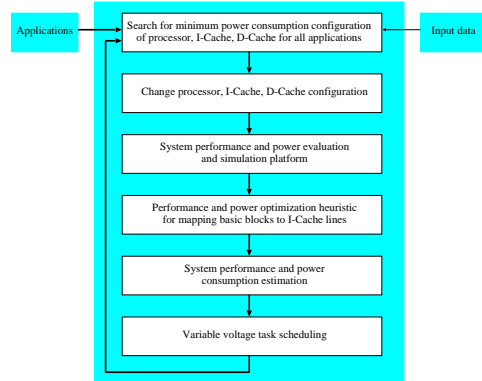 Applications
Search for minimum power consumption configuration
of processor, I-Cache, D-Cache for all applications
Input data
Change processor, I-Cache, D-Cache configuration
System performance and power evaluation
and simulation platform
Performance and power optimization heuristic
for mapping basic blocks to I-Cache lines
System performance and power
consumption estimation
Variable voltage task scheduling